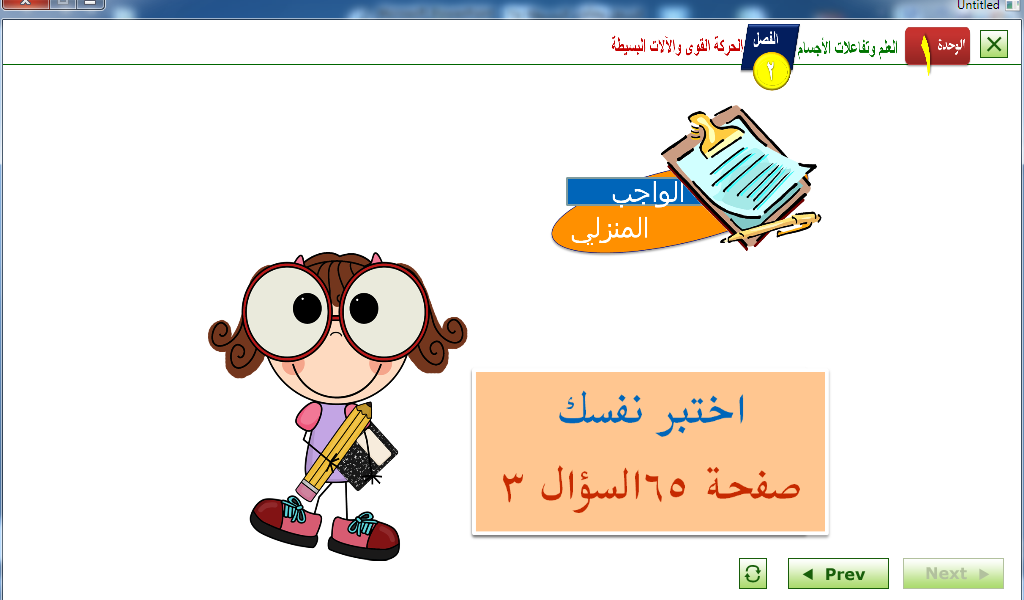 Untitled
الوحدة ١ العلم وتفاعلات الأجسام الفصل ٢ الحركة القوى والآلات البسيطة
الواجب
المنزلي
اختبر نفسك
صفحة ٦٥السؤال ٣
Prev Next